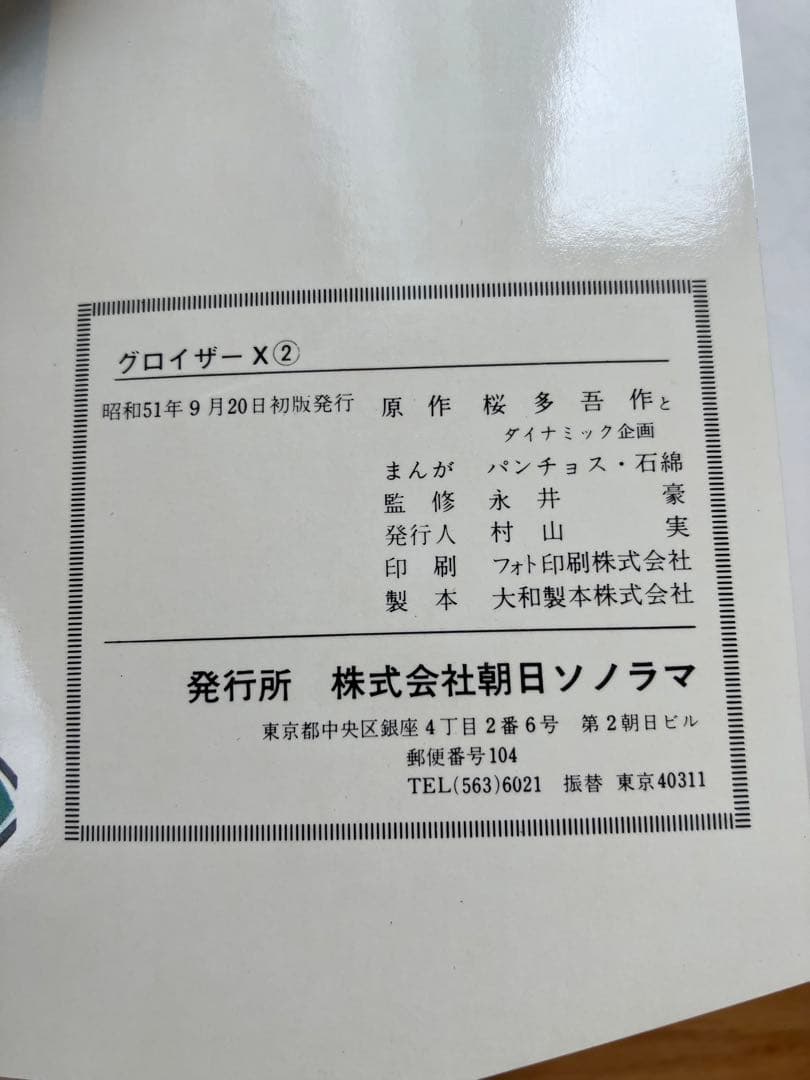 グロイザーX②
昭和51年9月20日初版発行 原作 桜多吾作と
ダイナミック企画
まんが パンチョス・石綿
監修 永井豪
発行人 村山実
印刷 フォト印刷株式会社
製本 大和製本株式会社
発行所 株式会社朝日ソノラマ
東京都中央区銀座4丁目2番6号 第2朝日ビル
郵便番号104
TEL(563)6021 振替 東京40311